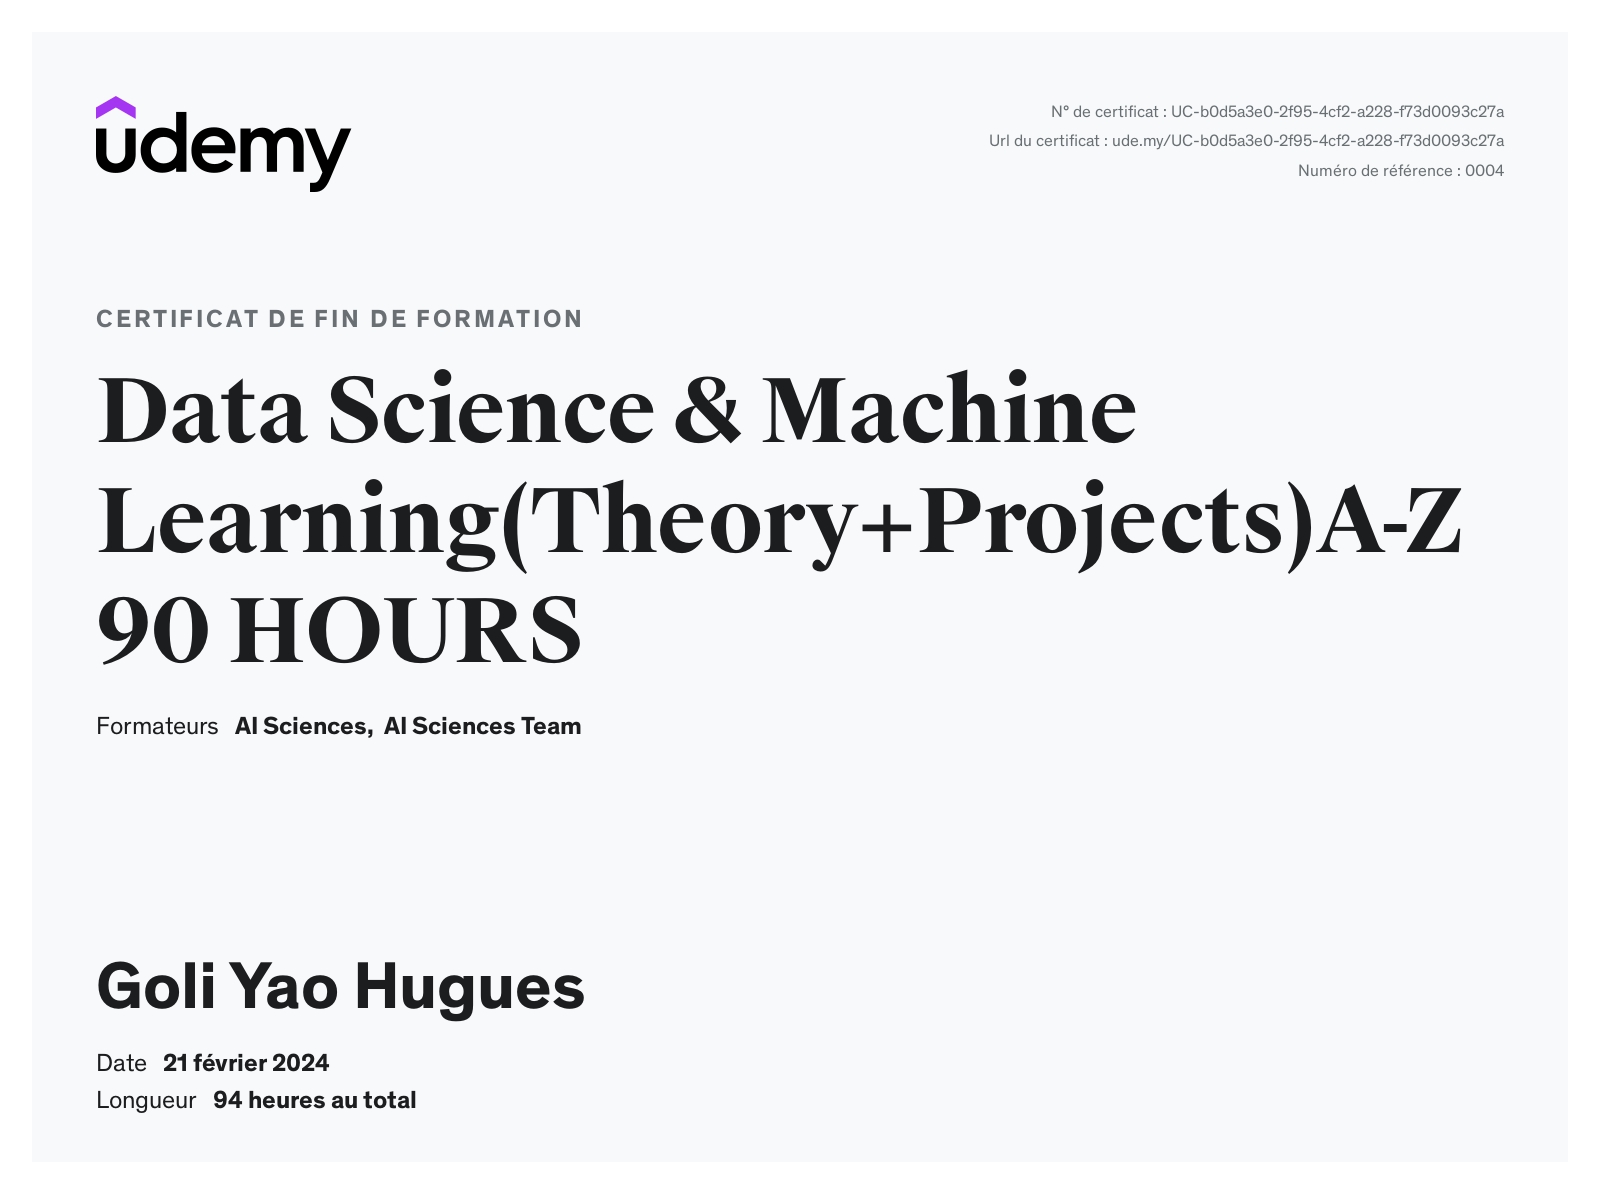 udemy
N° de certificat : UC-b0d5a3e0-2f95-4cf2-a228-f73d0093c27a
Url du certificat : ude.my/UC-b0d5a3e0-2f95-4cf2-a228-f73d0093c27a
Numéro de référence : 0004
CERTIFICAT DE FIN DE FORMATION
Data Science & Machine
Learning(Theory+Projects)A-Z
90 HOURS
Formateurs AI Sciences, AI Sciences Team
Goli Yao Hugues
Date 21 février 2024
Longueur 94 heures au total